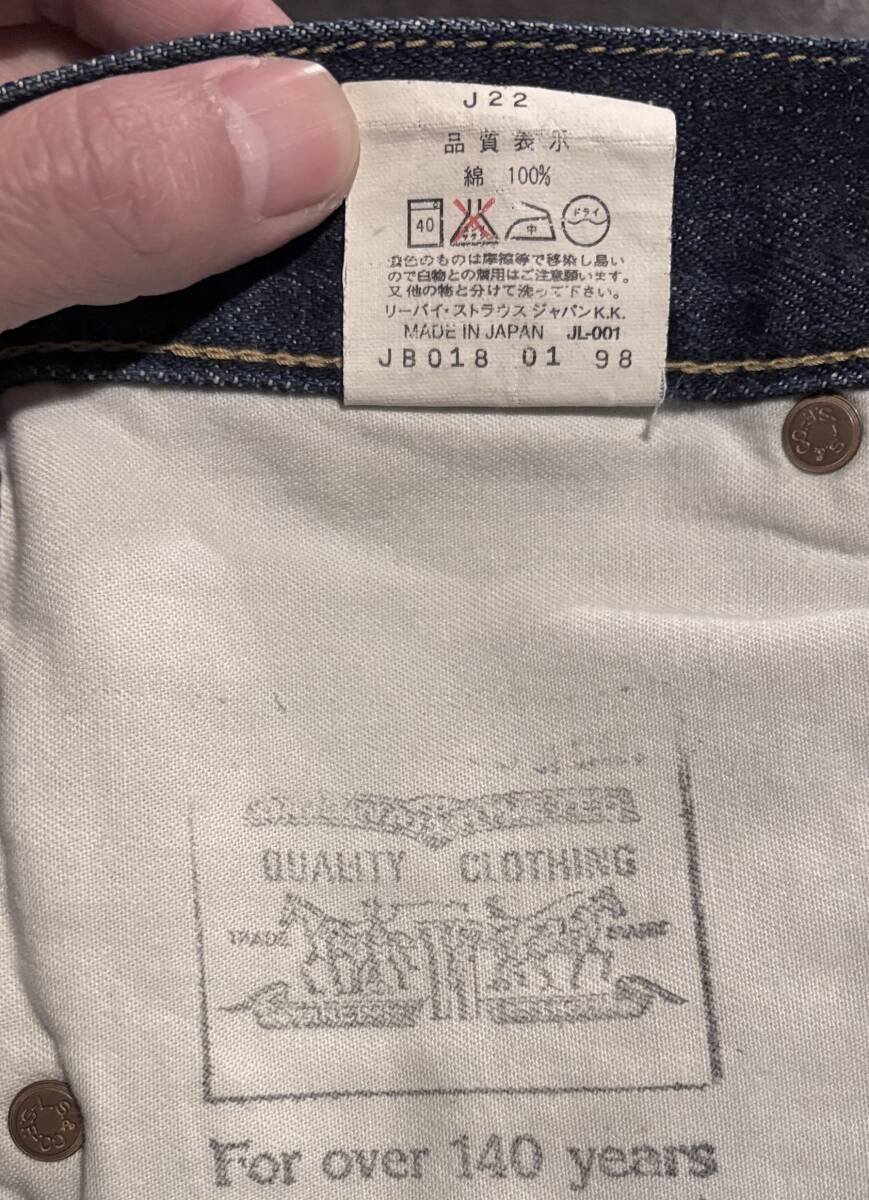 J22
品質表示
綿 100%
40 中 ドライ
濃色のものは摩擦等で移染し易い
ので白物との着用はご注意願います。
又他の物と分けて洗って下さい。
リーバイ・ストラウス ジャパン K.K.
MADE IN JAPAN JL-001
JB018 01 98
QUALITY CLOTHING
TRADE MARK
For over 140 years